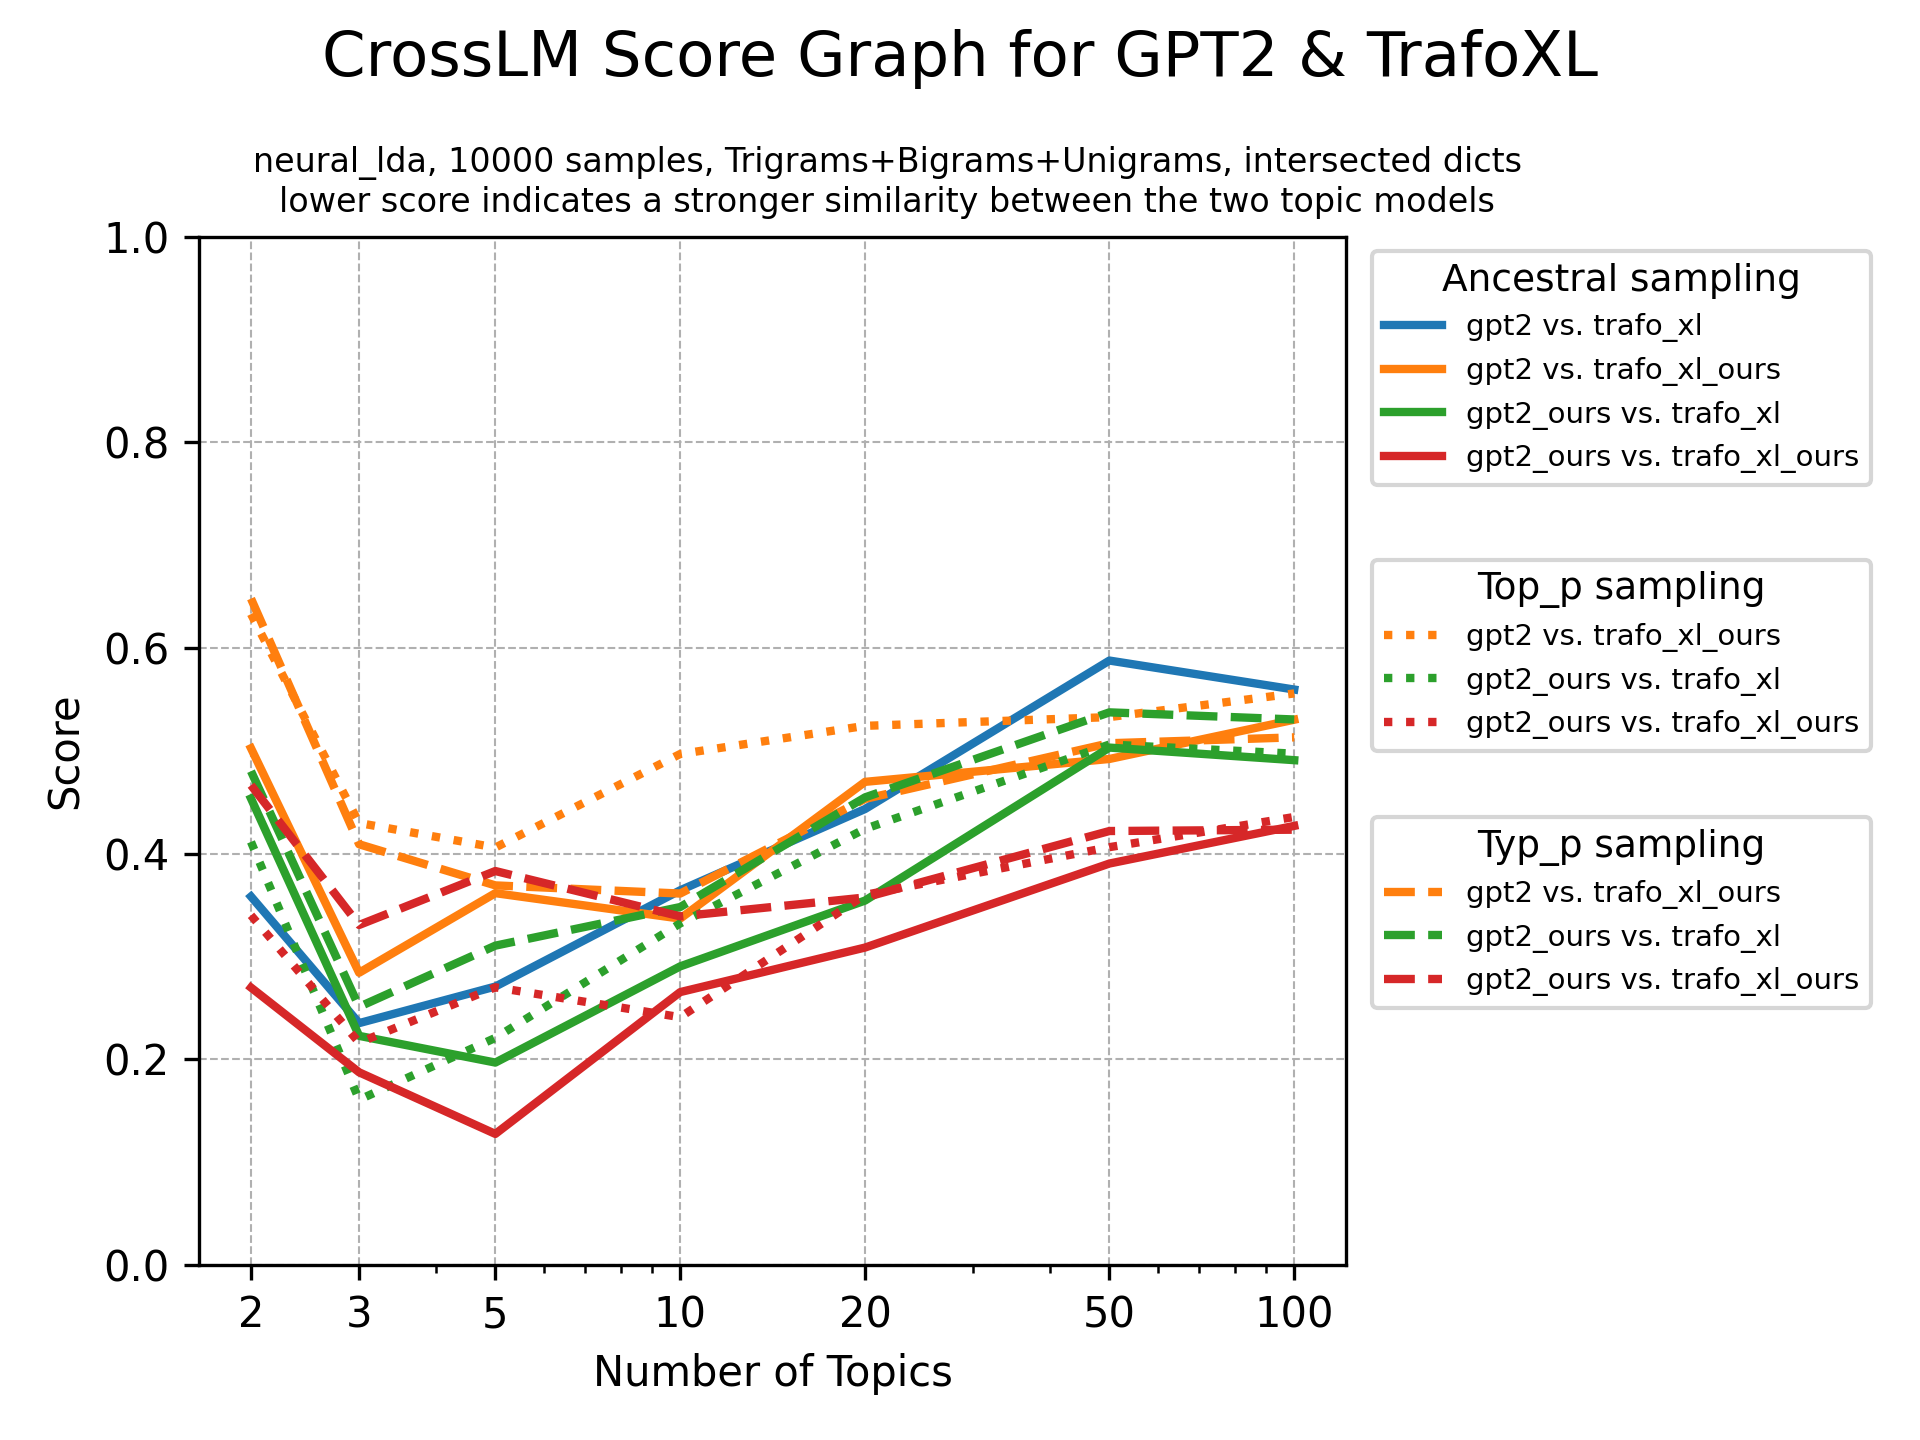 CrossLM Score Graph for GPT2 & TrafoXL
neural_lda, 10000 samples, Trigrams+Bigrams+Unigrams, intersected dicts
lower score indicates a stronger similarity between the two topic models
1.0
0.8
0.6
0.4
0.2
0.0
Score
2 3 5 10 20 50 100
Number of Topics
Ancestral sampling
gpt2 vs. trafo_xl
gpt2 vs. trafo_xl_ours
gpt2_ours vs. trafo_xl
gpt2_ours vs. trafo_xl_ours
Top_p sampling
gpt2 vs. trafo_xl_ours
gpt2_ours vs. trafo_xl
gpt2_ours vs. trafo_xl_ours
Typ_p sampling
gpt2 vs. trafo_xl_ours
gpt2_ours vs. trafo_xl
gpt2_ours vs. trafo_xl_ours